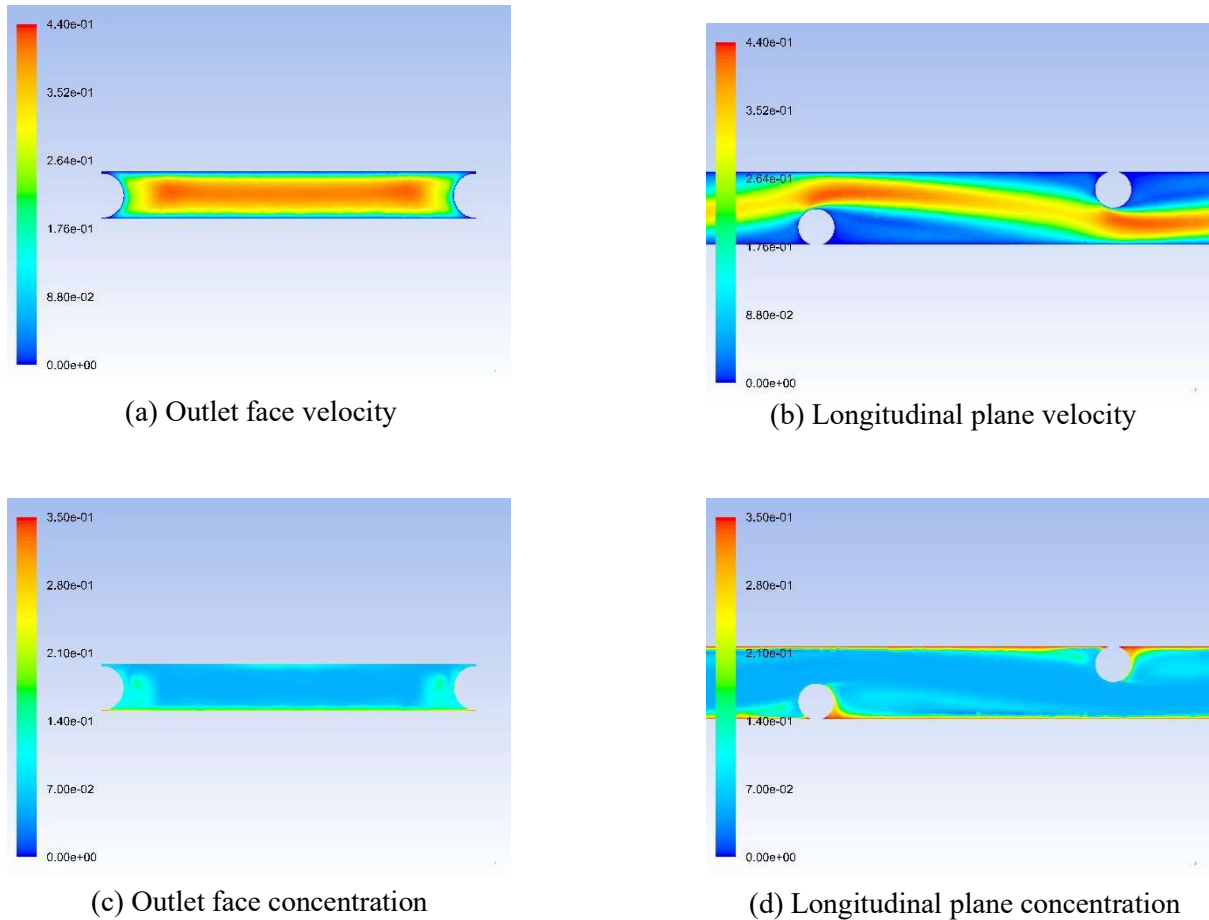 4.40e-01
3.52e-01
2.64e-01
1.76e-01
8.80e-02
0.00e+00
(a) Outlet face velocity
4.40e-01
3.52e-01
2.64e-01
1.76e-01
8.80e-02
0.00e+00
(b) Longitudinal plane velocity
3.50e-01
2.80e-01
2.10e-01
1.40e-01
7.00e-02
0.00e+00
(c) Outlet face concentration
3.50e-01
2.80e-01
2.10e-01
1.40e-01
7.00e-02
0.00e+00
(d) Longitudinal plane concentration